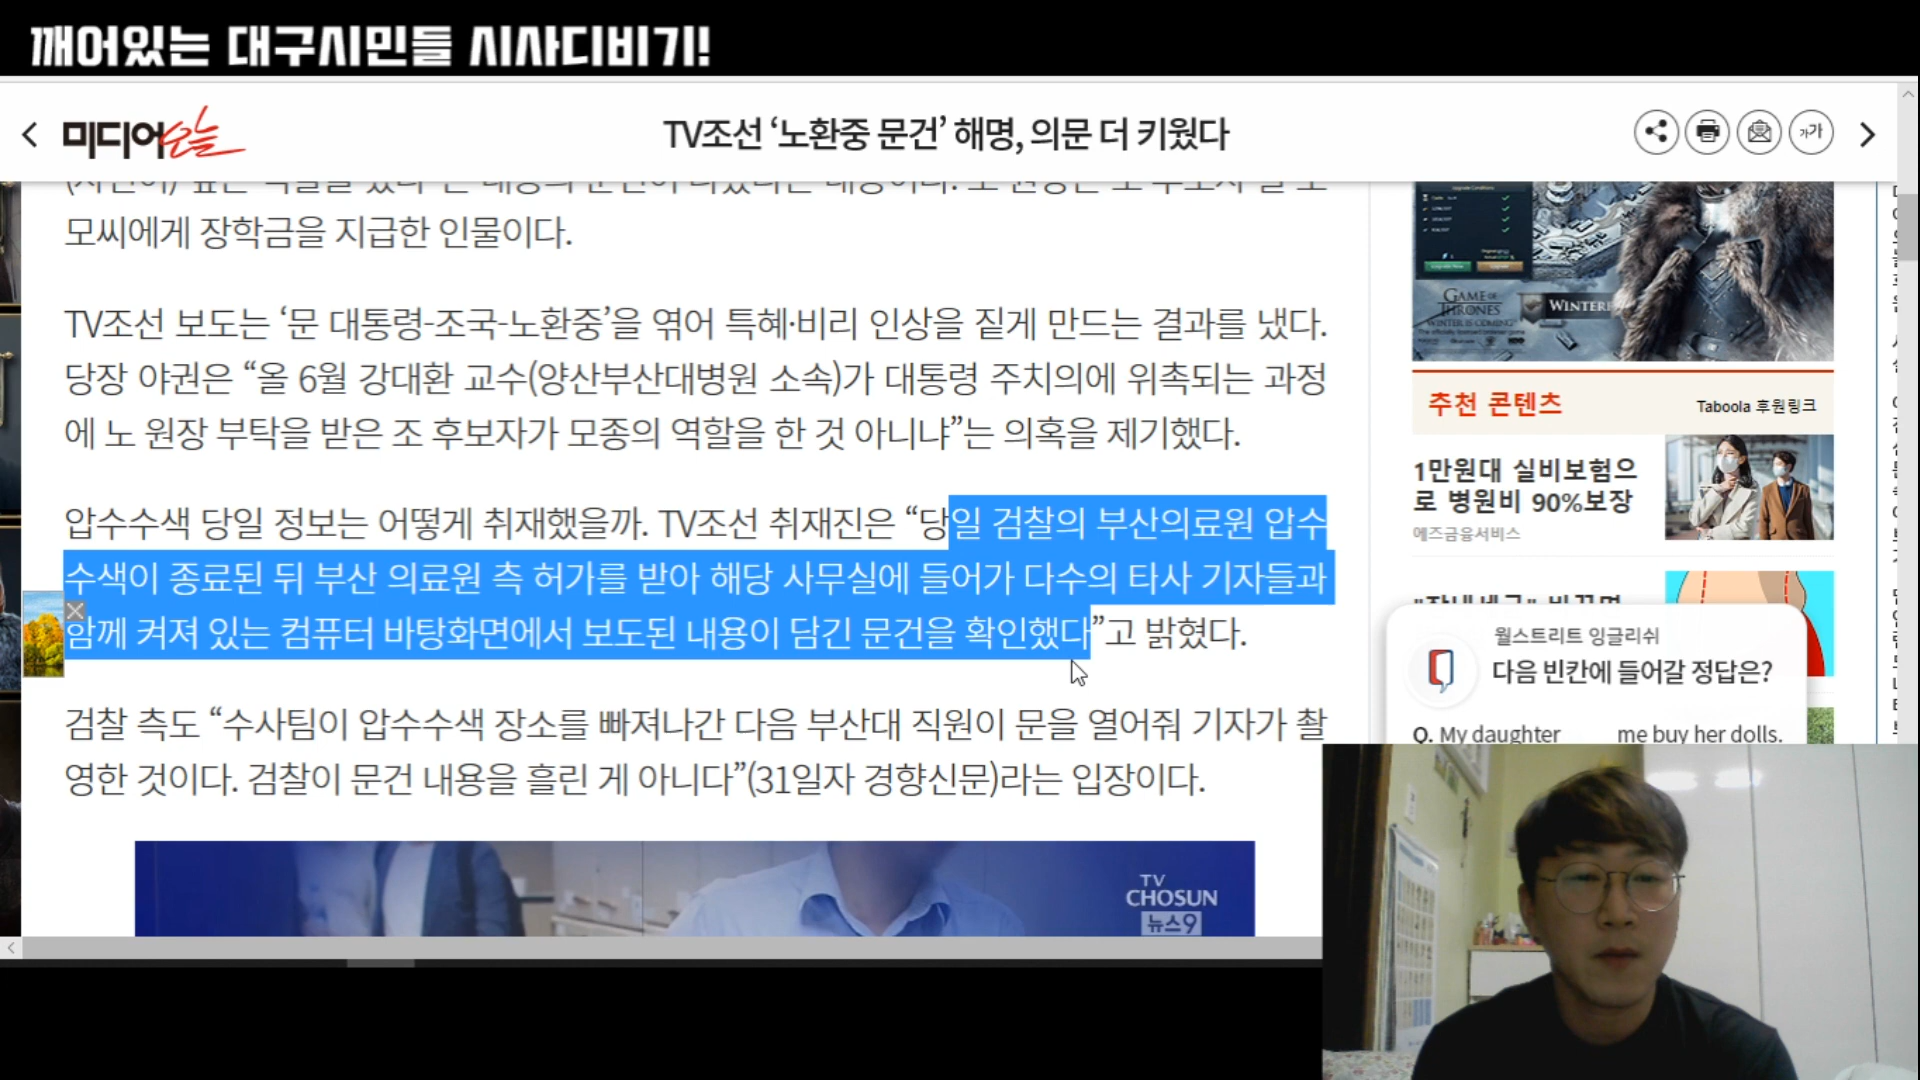 깨어있는 대구시민들 시사디비기!
미디어오늘
TV조선 ‘노환중 문건’ 해명, 의문 더 키웠다
가가
모씨에게 장학금을 지급한 인물이다.
TV조선 보도는 ‘문 대통령-조국-노환중’을 엮어 특혜·비리 인상을 짙게 만드는 결과를 냈다.
당장 야권은 “올 6월 강대환 교수(양산부산대병원 소속)가 대통령 주치의에 위촉되는 과정
에 노 원장 부탁을 받은 조 후보자가 모종의 역할을 한 것 아니냐”는 의혹을 제기했다.
압수수색 당일 정보는 어떻게 취재했을까. TV조선 취재진은 “당일 검찰의 부산의료원 압수
수색이 종료된 뒤 부산 의료원 측 허가를 받아 해당 사무실에 들어가 다수의 타사 기자들과
함께 켜져 있는 컴퓨터 바탕화면에서 보도된 내용이 담긴 문건을 확인했다”고 밝혔다.
검찰 측도 “수사팀이 압수수색 장소를 빠져나간 다음 부산대 직원이 문을 열어줘 기자가 촬
영한 것이다. 검찰이 문건 내용을 흘린 게 아니다”(31일자 경향신문)라는 입장이다.
TV
CHOSUN
뉴스9
GAME OF
THRONES
WINTER IS COMING
추천 콘텐츠
Taboola 후원링크
1만원대 실비보험으
로 병원비 90%보장
에즈금융서비스
월스트리트 잉글리쉬
다음 빈칸에 들어갈 정답은?
Q. My daughter me buy her dolls.